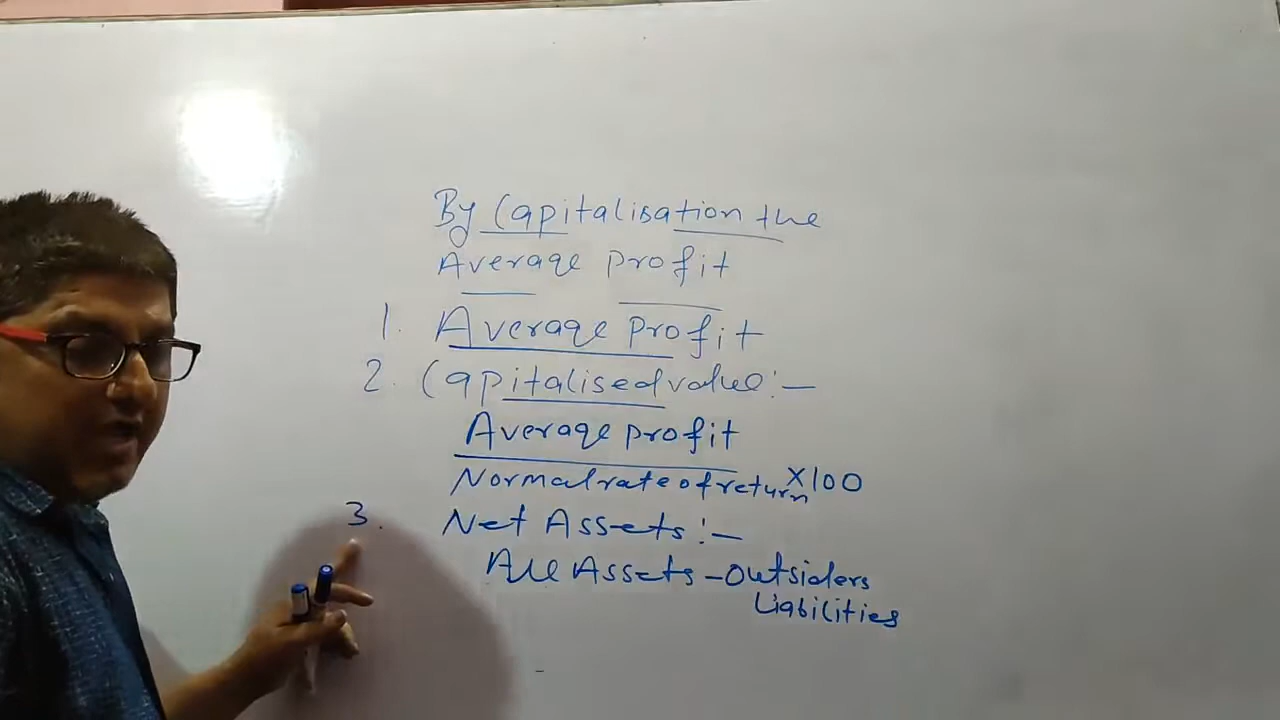 By Capitalisation the
Average profit
1. Average profit
2. Capitalised value:-
Average profit
Normal rate of return X100
3. Net Assets:-
All Assets-outsiders
Liabilities